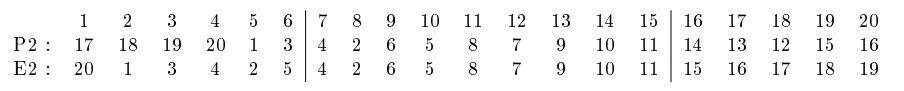 1 2 3 4 5 6 | 7 8 9 10 11 12 13 14 15 | 16 17 18 19 20
P2 : 17 18 19 20 1 3 | 4 2 6 5 8 7 9 10 11 | 14 13 12 15 16
E2 : 20 1 3 4 2 5 | 4 2 6 5 8 7 9 10 11 | 15 16 17 18 19